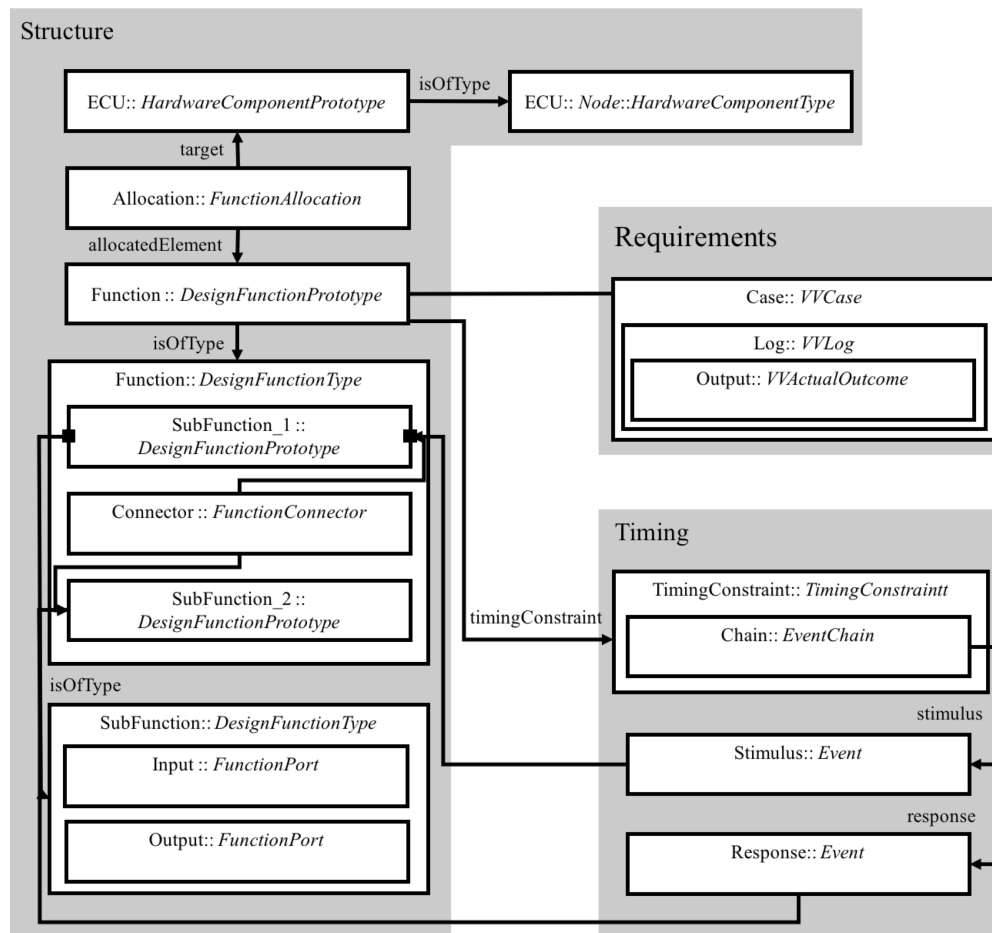 Structure
ECU:: HardwareComponentPrototype
isOfType
ECU:: Node::HardwareComponentType
target
Allocation:: FunctionAllocation
allocatedElement
Function :: DesignFunctionPrototype
isOfType
Function:: DesignFunctionType
SubFunction_1 ::
DesignFunctionPrototype
Connector :: FunctionConnector
SubFunction_2 ::
DesignFunctionPrototype
isOfType
SubFunction:: DesignFunctionType
Input :: FunctionPort
Output:: FunctionPort
Requirements
Case:: VVCase
Log:: VVLog
Output:: VVActualOutcome
Timing
timingConstraint
TimingConstraint:: TimingConstraintt
Chain:: EventChain
stimulus
Stimulus:: Event
response
Response:: Event